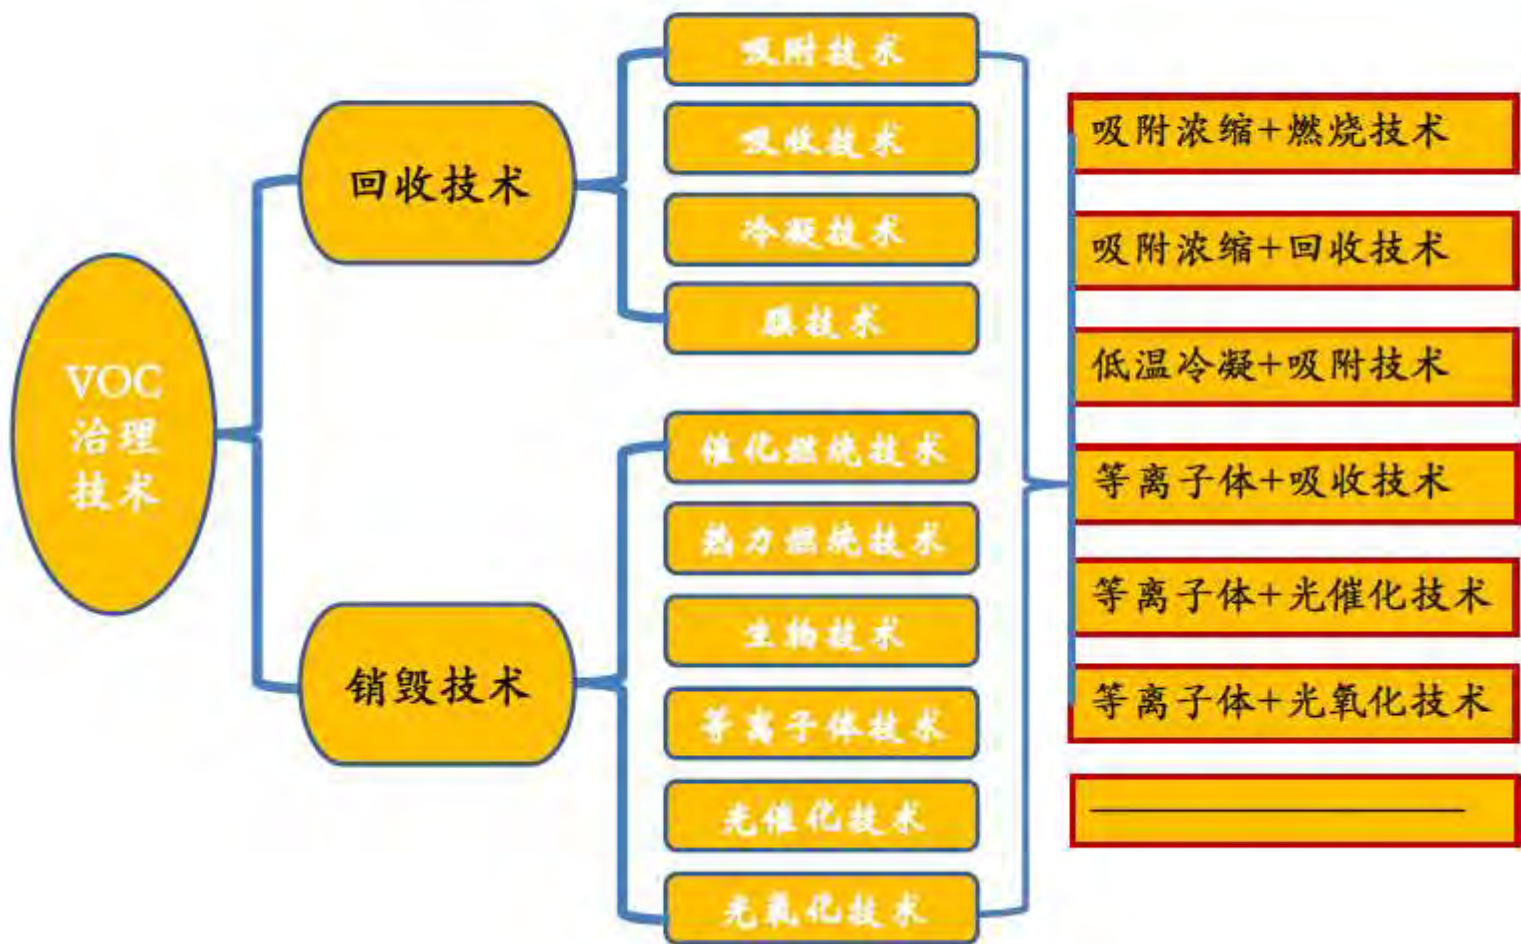 VOC
治理
技术
回收技术
销毁技术
吸附技术
吸收技术
冷凝技术
膜技术
催化燃烧技术
热力燃烧技术
生物技术
等离子体技术
光催化技术
光氧化技术
吸附浓缩+燃烧技术
吸附浓缩+回收技术
低温冷凝+吸附技术
等离子体+吸收技术
等离子体+光催化技术
等离子体+光氧化技术